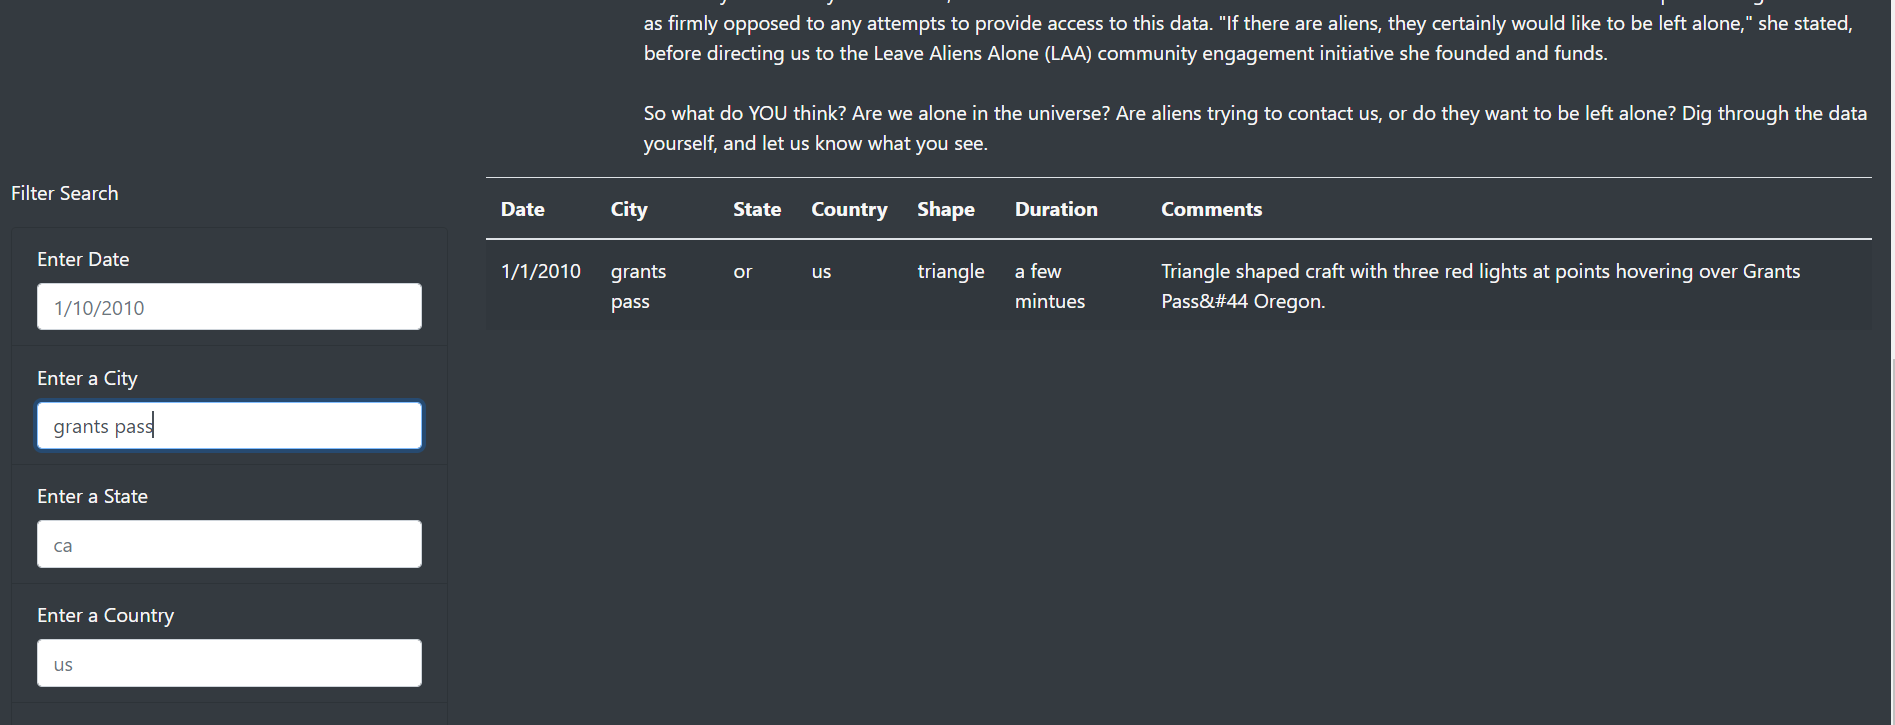 as firmly opposed to any attempts to provide access to this data. "If there are aliens, they certainly would like to be left alone," she stated,
before directing us to the Leave Aliens Alone (LAA) community engagement initiative she founded and funds.
So what do YOU think? Are we alone in the universe? Are aliens trying to contact us, or do they want to be left alone? Dig through the data
yourself, and let us know what you see.
Filter Search
Enter Date
1/10/2010
Enter a City
grants pass
Enter a State
ca
Enter a Country
us
Date City State Country Shape Duration Comments
1/1/2010 grants or us triangle a few Triangle shaped craft with three red lights at points hovering over Grants
pass mintues Pass&#44 Oregon.